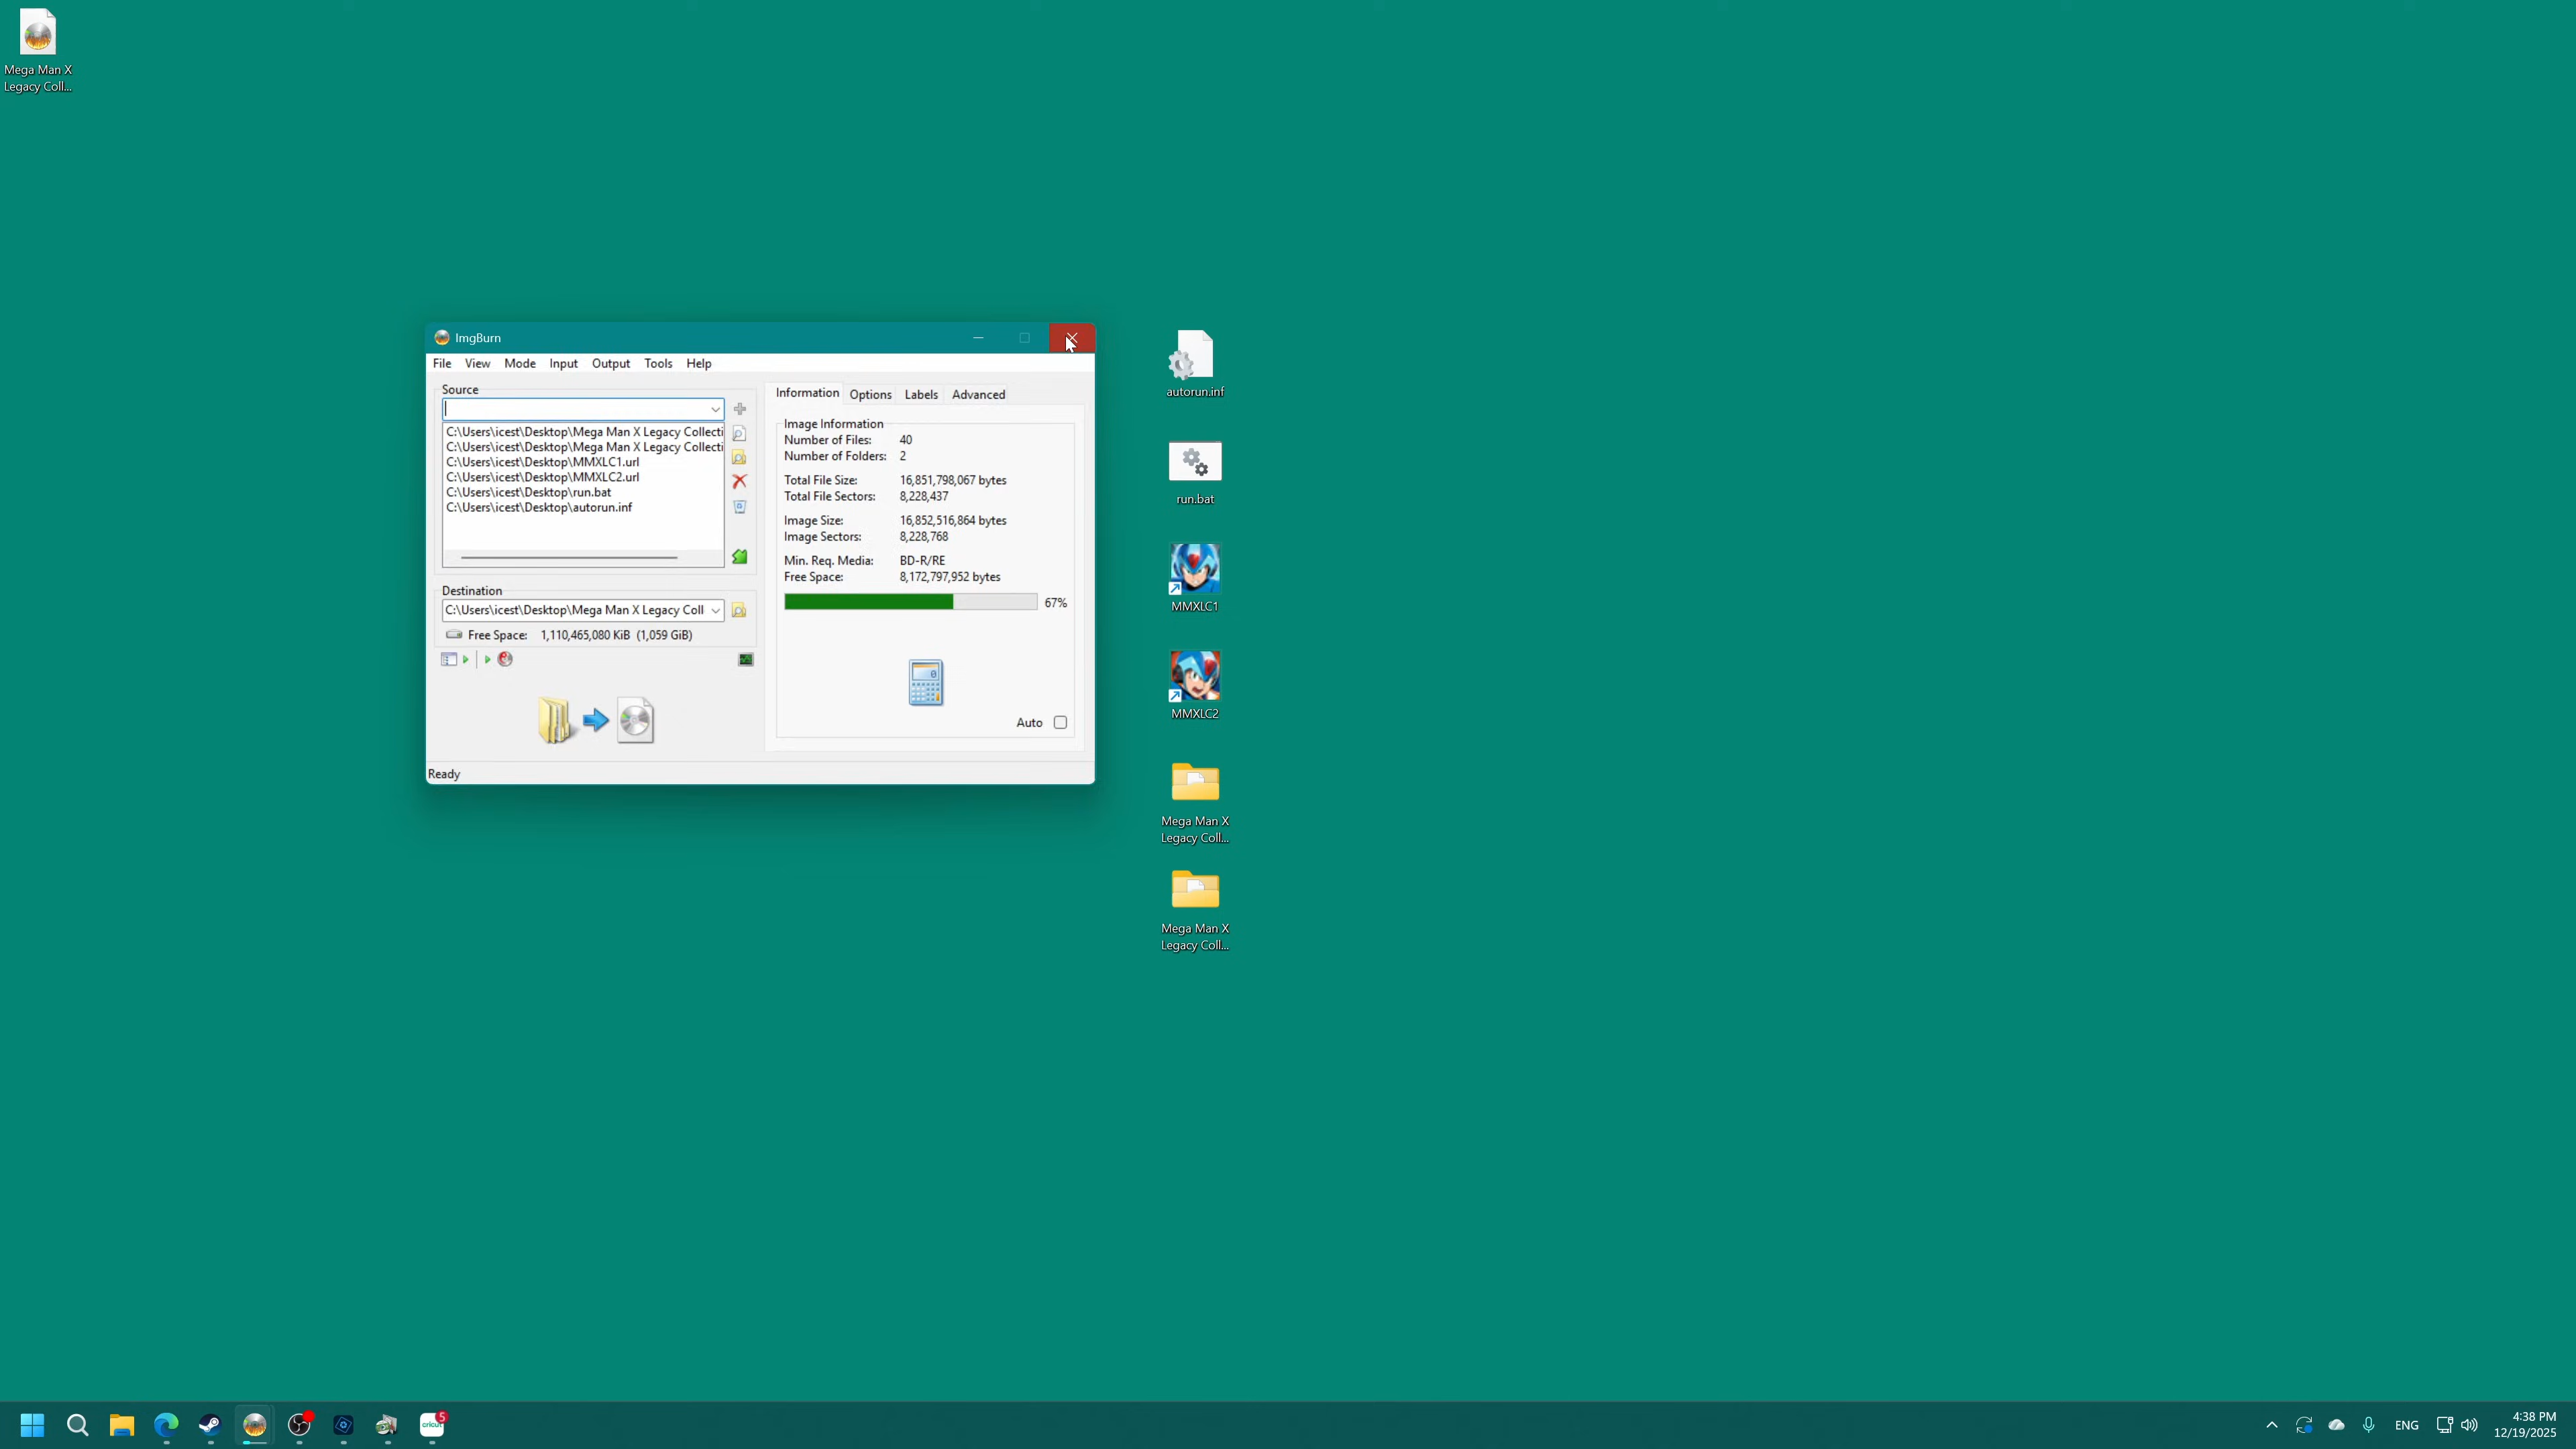 Mega Man X
Legacy Coll...
ImgBurn
File View Mode Input Output Tools Help
Source
C:\Users\icest\Desktop\Mega Man X Legacy Collecti
C:\Users\icest\Desktop\Mega Man X Legacy Collecti
C:\Users\icest\Desktop\MMXLC1.url
C:\Users\icest\Desktop\MMXLC2.url
C:\Users\icest\Desktop\run.bat
C:\Users\icest\Desktop\autorun.inf
Destination
C:\Users\icest\Desktop\Mega Man X Legacy Coll
Free Space: 1,110,465,080 KiB (1,059 GiB)
Information Options Labels Advanced
Image Information
Number of Files: 40
Number of Folders: 2
Total File Size: 16,851,798,067 bytes
Total File Sectors: 8,228,437
Image Size: 16,852,516,864 bytes
Image Sectors: 8,228,768
Min. Req. Media: BD-R/RE
Free Space: 8,172,797,952 bytes
67%
Auto
Ready
autorun.inf
run.bat
MMXLC1
MMXLC2
Mega Man X
Legacy Coll...
Mega Man X
Legacy Coll...
cricut
5
ENG
4:38 PM
12/19/2025